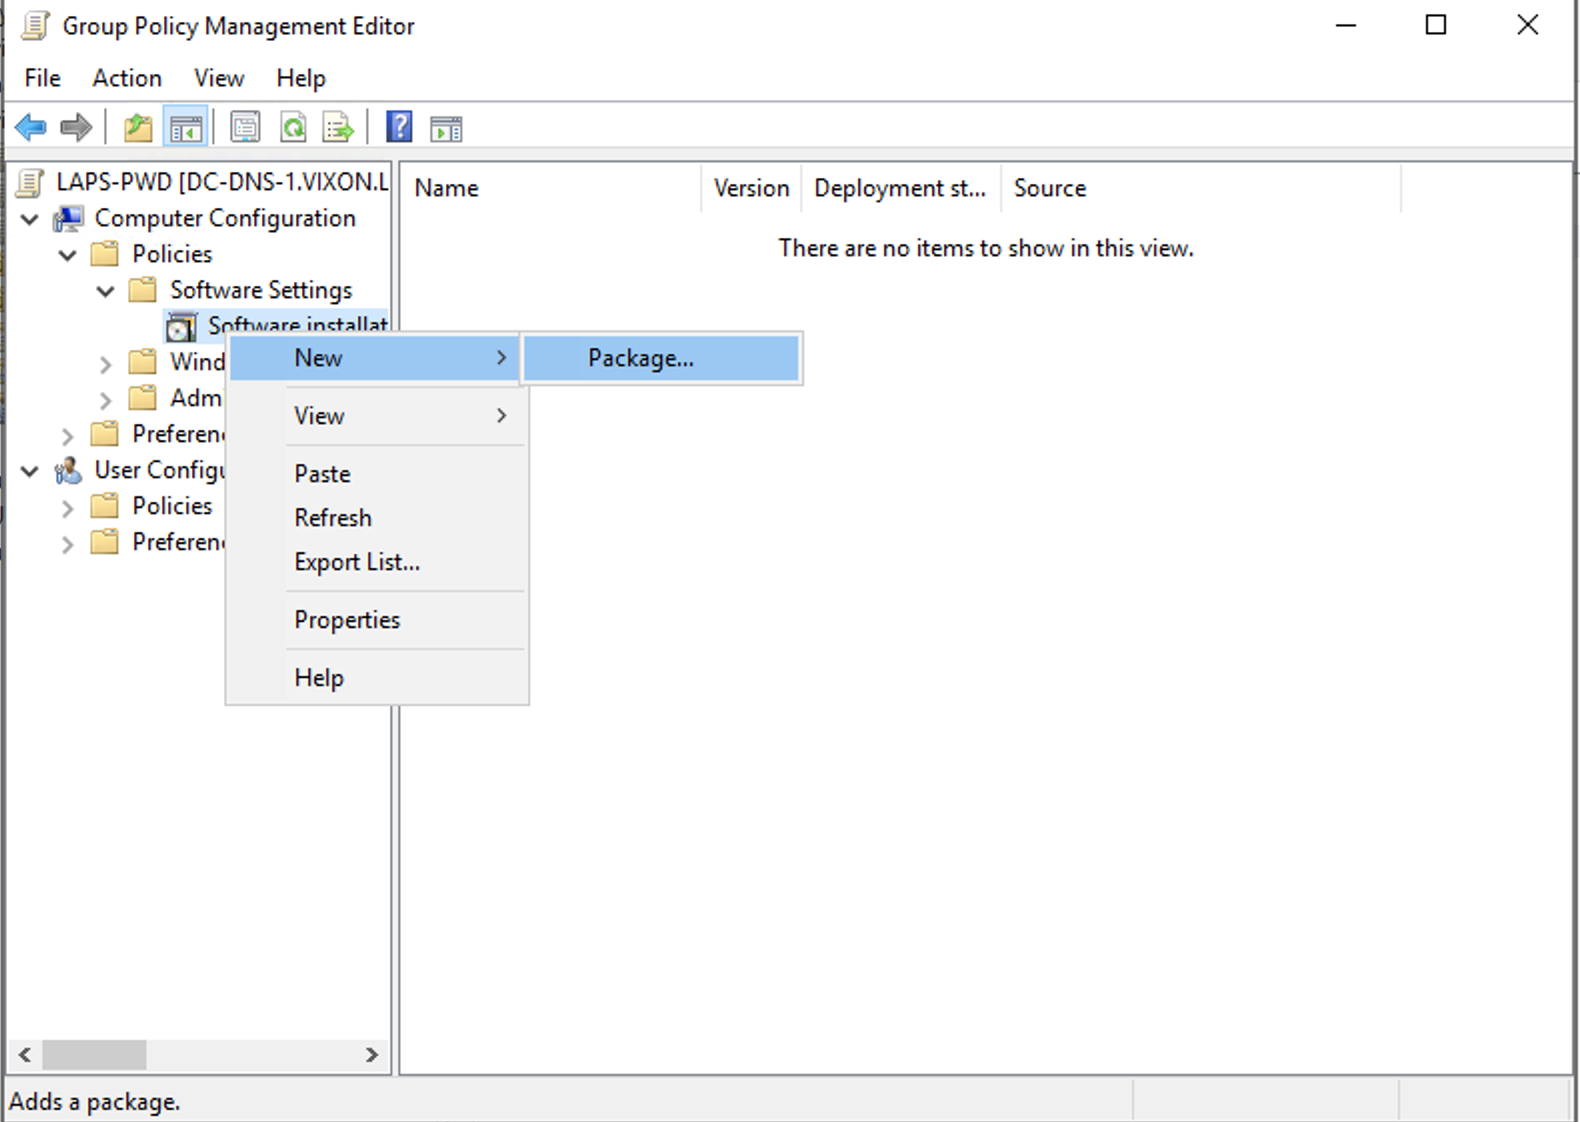 Group Policy Management Editor
File Action View Help
LAPS-PWD [DC-DNS-1.VIXON.L
Computer Configuration
Policies
Software Settings
Software installat
Wind
Adm
Preferen
User Configu
Policies
Preferen
Name Version Deployment st... Source
There are no items to show in this view.
New
Package...
View
Paste
Refresh
Export List...
Properties
Help
Adds a package.